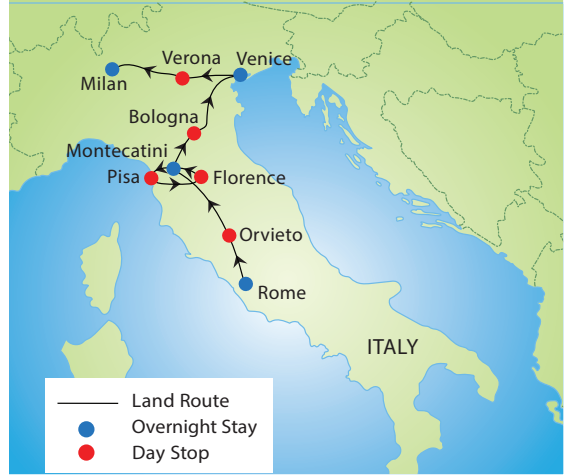 Verona
Venice
Milan
Bologna
Montecatini
Pisa
Florence
Orvieto
Rome
ITALY
Land Route
Overnight Stay
Day Stop